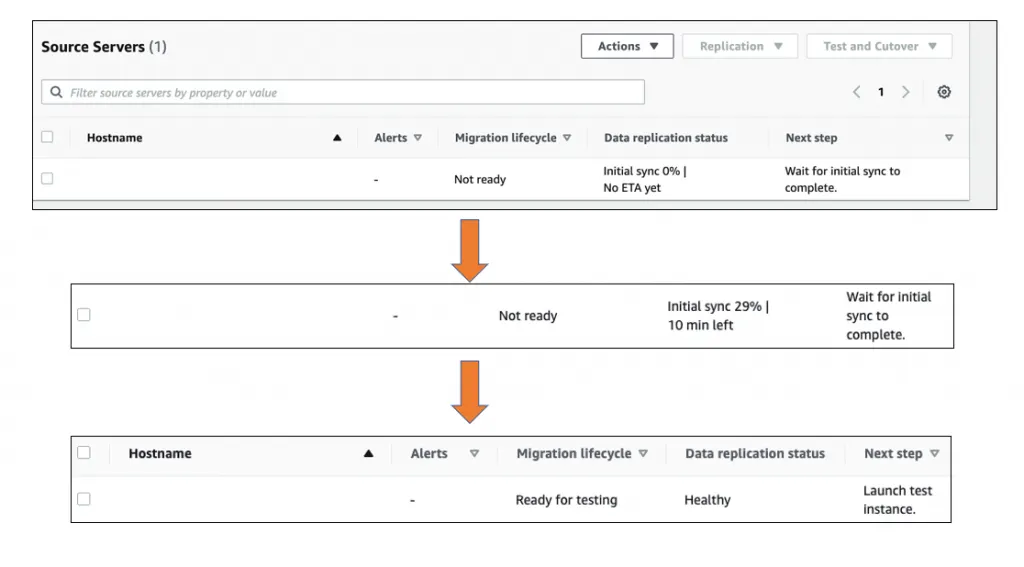 Source Servers (1)
Actions
Replication
Test and Cutover
Filter source servers by property or value
1
Hostname
Alerts
Migration lifecycle
Data replication status
Next step
-
Not ready
Initial sync 0% |
No ETA yet
Wait for initial sync to
complete.
-
Not ready
Initial sync 29% |
10 min left
Wait for initial
sync to
complete.
Hostname
Alerts
Migration lifecycle
Data replication status
Next step
-
Ready for testing
Healthy
Launch test
instance.